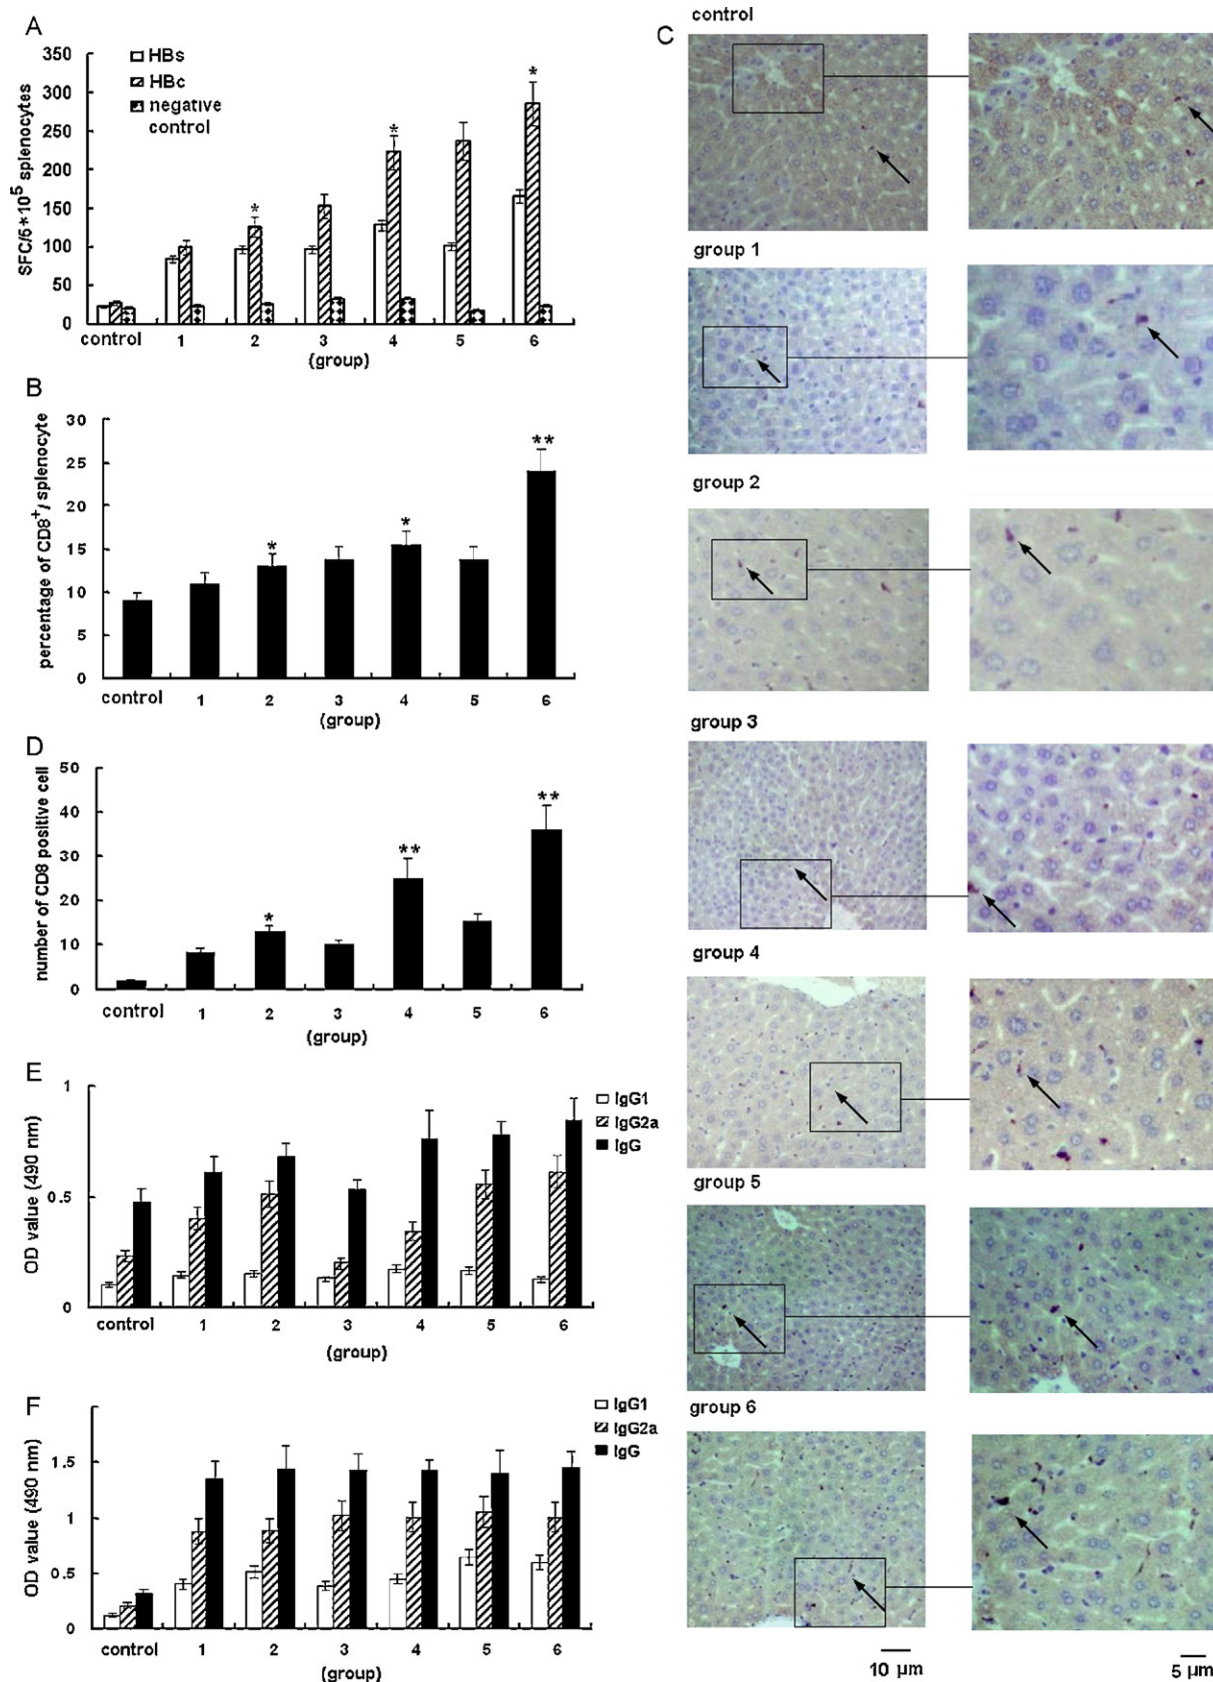 A
350
300
250
200
150
100
50
0
SFC/6*10⁵ splenocytes
HBs
HBc
negative
control
*
*
*
control 1 2 3 4 5 6
(group)
B
30
25
20
15
10
5
0
percentage of CD8⁺/ splenocyte
*
*
**
control 1 2 3 4 5 6
(group)
D
50
40
30
20
10
0
number of CD8 positive cell
*
**
**
control 1 2 3 4 5 6
(group)
E
1
0.5
0
OD value (490 nm)
IgG1
IgG2a
IgG
control 1 2 3 4 5 6
(group)
F
2
1.5
1
0.5
0
OD value (490 nm)
IgG1
IgG2a
IgG
control 1 2 3 4 5 6
(group)
C
control
group 1
group 2
group 3
group 4
group 5
group 6
10 µm
5 µm